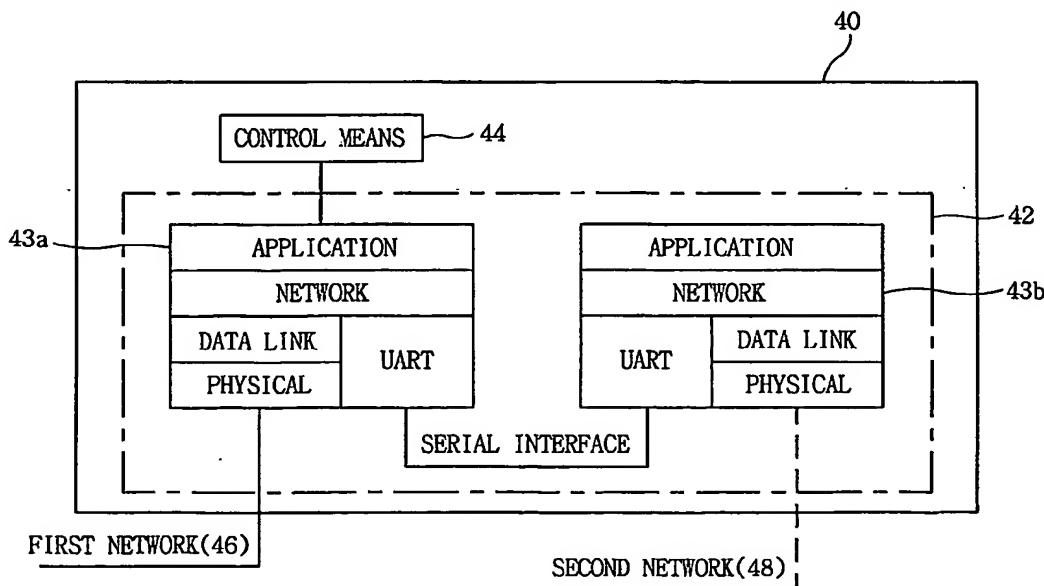 40
CONTROL MEANS
44
42
43a
APPLICATION
NETWORK
DATA LINK
PHYSICAL
UART
APPLICATION
NETWORK
43b
UART
DATA LINK
PHYSICAL
SERIAL INTERFACE
FIRST NETWORK(46)
SECOND NETWORK(48)